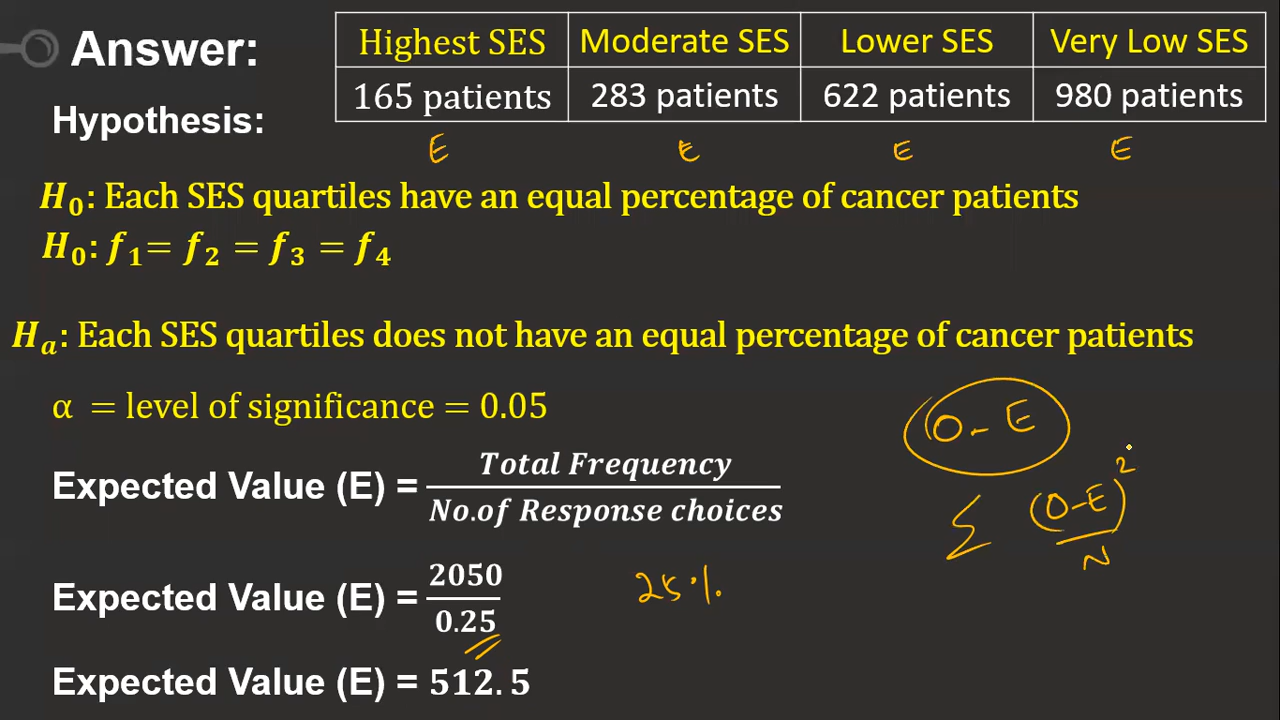 Answer:
Highest SES Moderate SES Lower SES Very Low SES
165 patients 283 patients 622 patients 980 patients
Hypothesis:
E E E E
H₀: Each SES quartiles have an equal percentage of cancer patients
H₀: f₁= f₂ = f₃ = f₄
Hₐ: Each SES quartiles does not have an equal percentage of cancer patients
α = level of significance = 0.05
O - E
Expected Value (E) = Total Frequency / No.of Response choices
Σ (O-E)² / N
Expected Value (E) = 2050 / 0.25
25%.
Expected Value (E) = 512.5